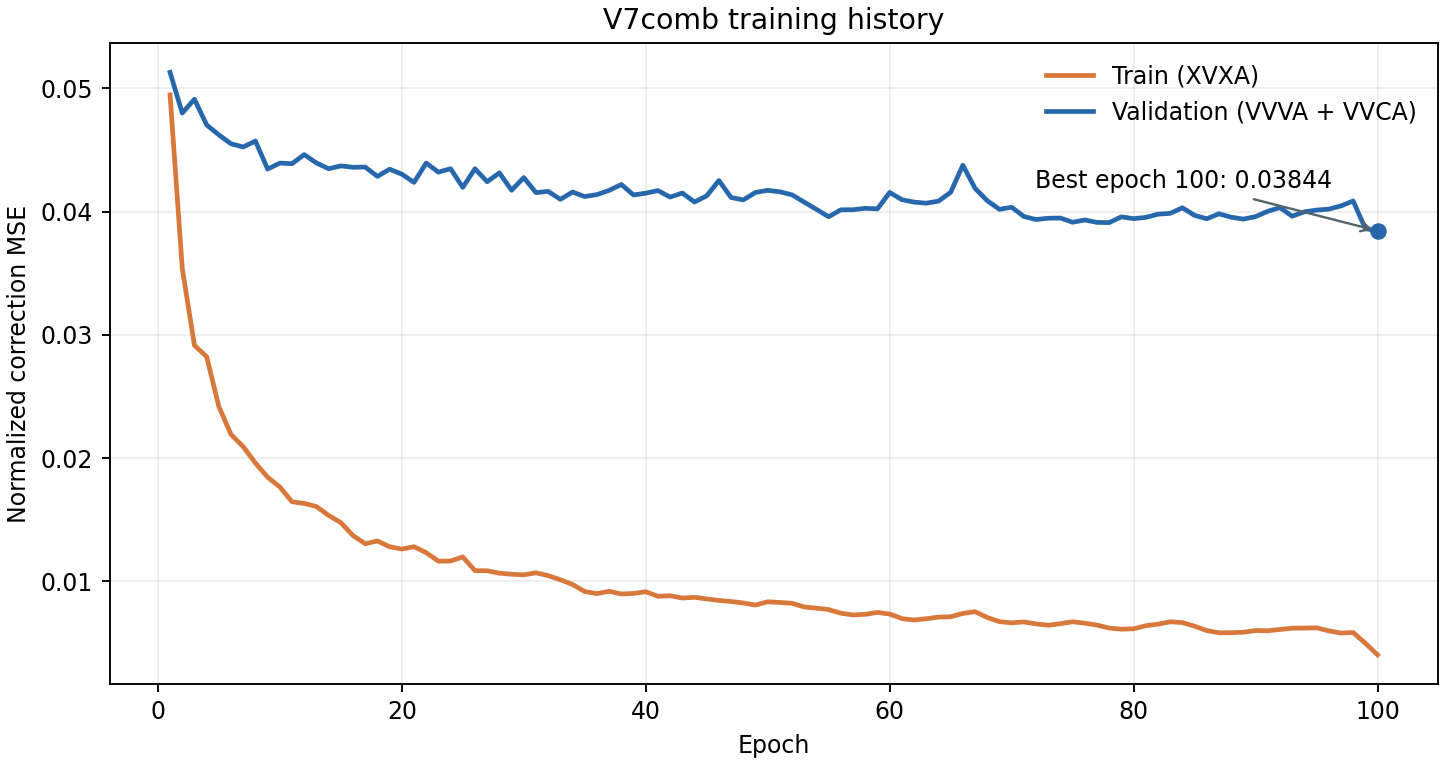 V7comb training history
Train (XVXA)
Validation (VVVA + VVCA)
Best epoch 100: 0.03844
Normalized correction MSE
0.05
0.04
0.03
0.02
0.01
0
20
40
60
80
100
Epoch